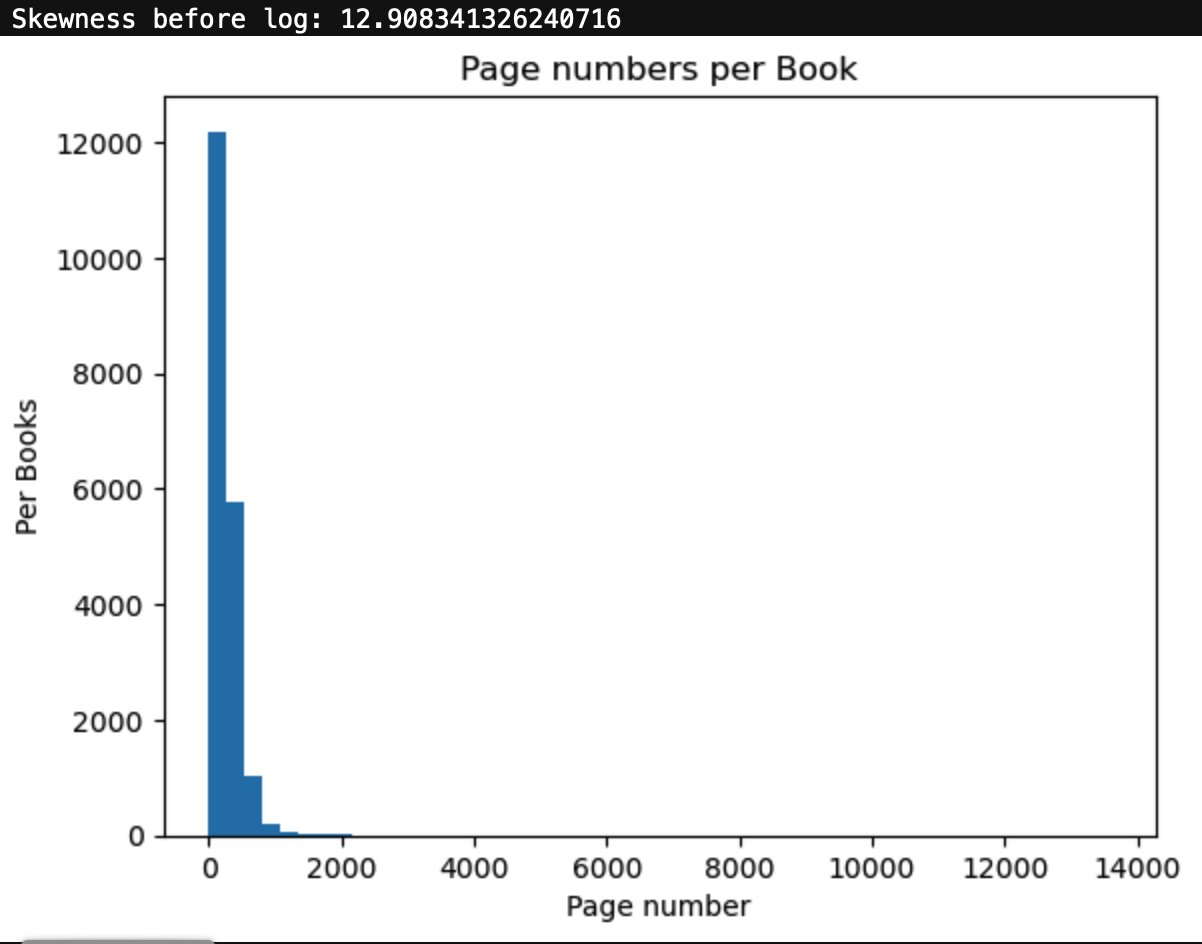 Skewness before log: 12.908341326240716
Page numbers per Book
12000
10000
8000
6000
4000
2000
0
Per Books
0 2000 4000 6000 8000 10000 12000 14000
Page number